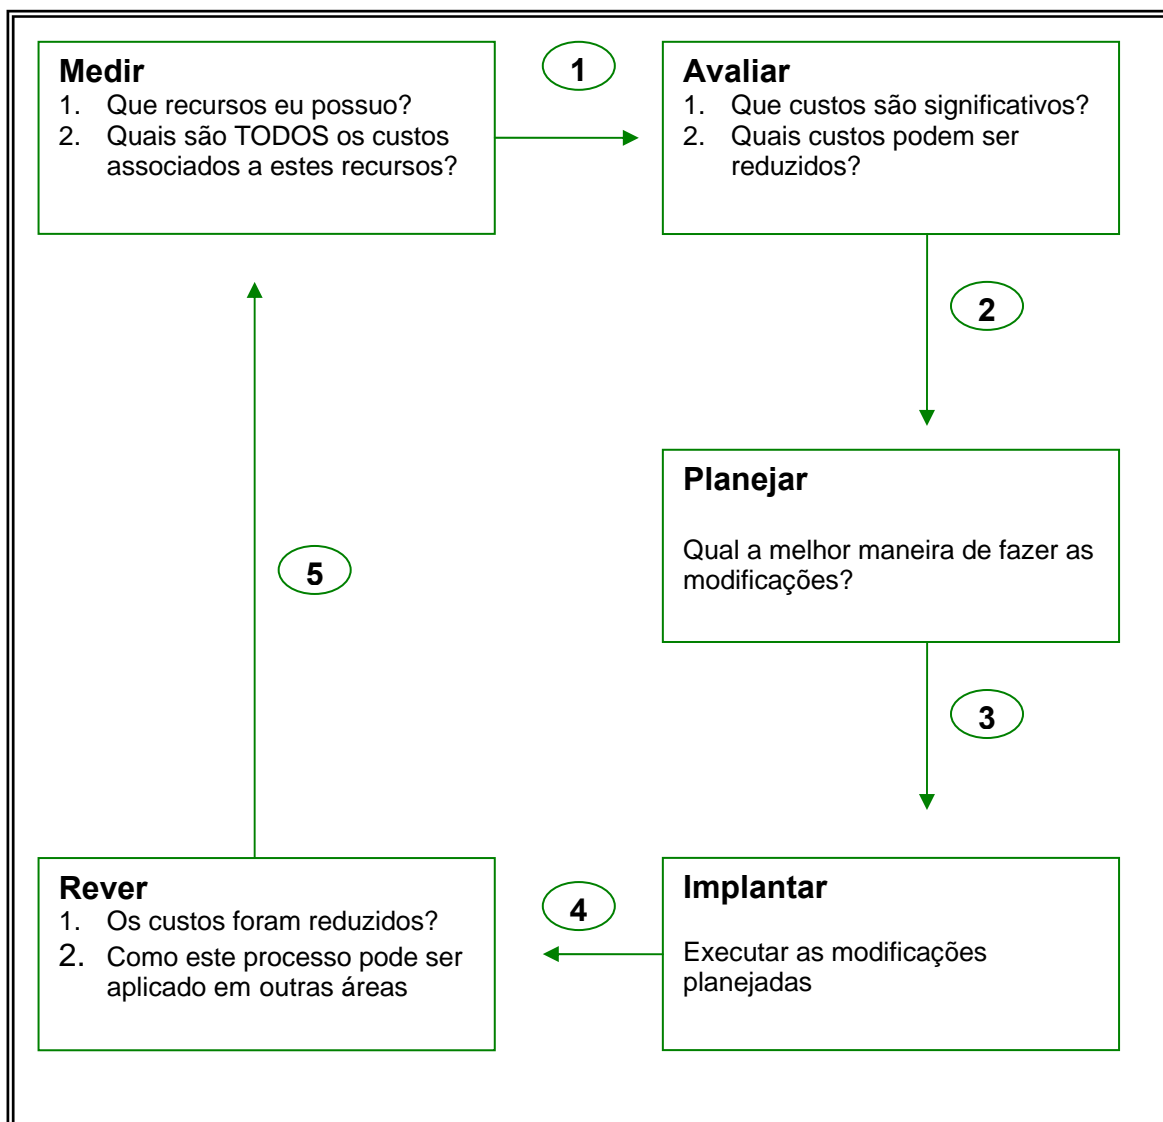 Medir
1. Que recursos eu possuo?
2. Quais são TODOS os custos
associados a estes recursos?
1
Avaliar
1. Que custos são significativos?
2. Quais custos podem ser
reduzidos?
2
Planejar
Qual a melhor maneira de fazer as
modificações?
3
Implantar
Executar as modificações
planejadas
4
Rever
1. Os custos foram reduzidos?
2. Como este processo pode ser
aplicado em outras áreas
5